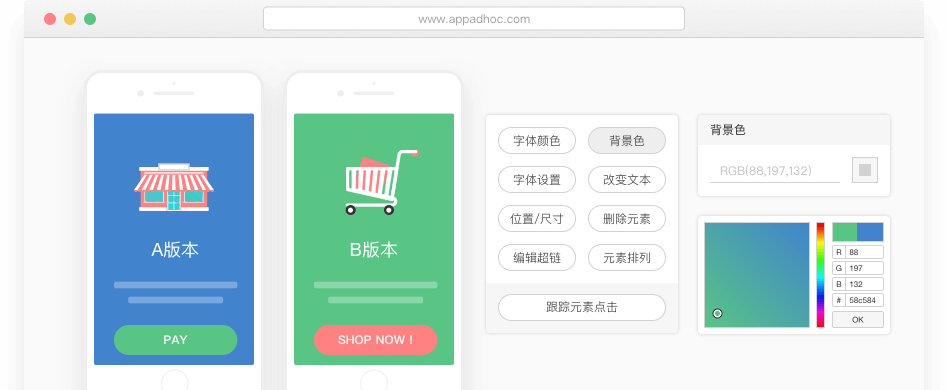 www.appadhoc.com
A版本
PAY
B版本
SHOP NOW !
字体颜色
背景色
字体设置
改变文本
位置/尺寸
删除元素
编辑超链
元素排列
跟踪元素点击
背景色
RGB(88,197,132)
R 88
G 197
B 132
# 58c584
OK